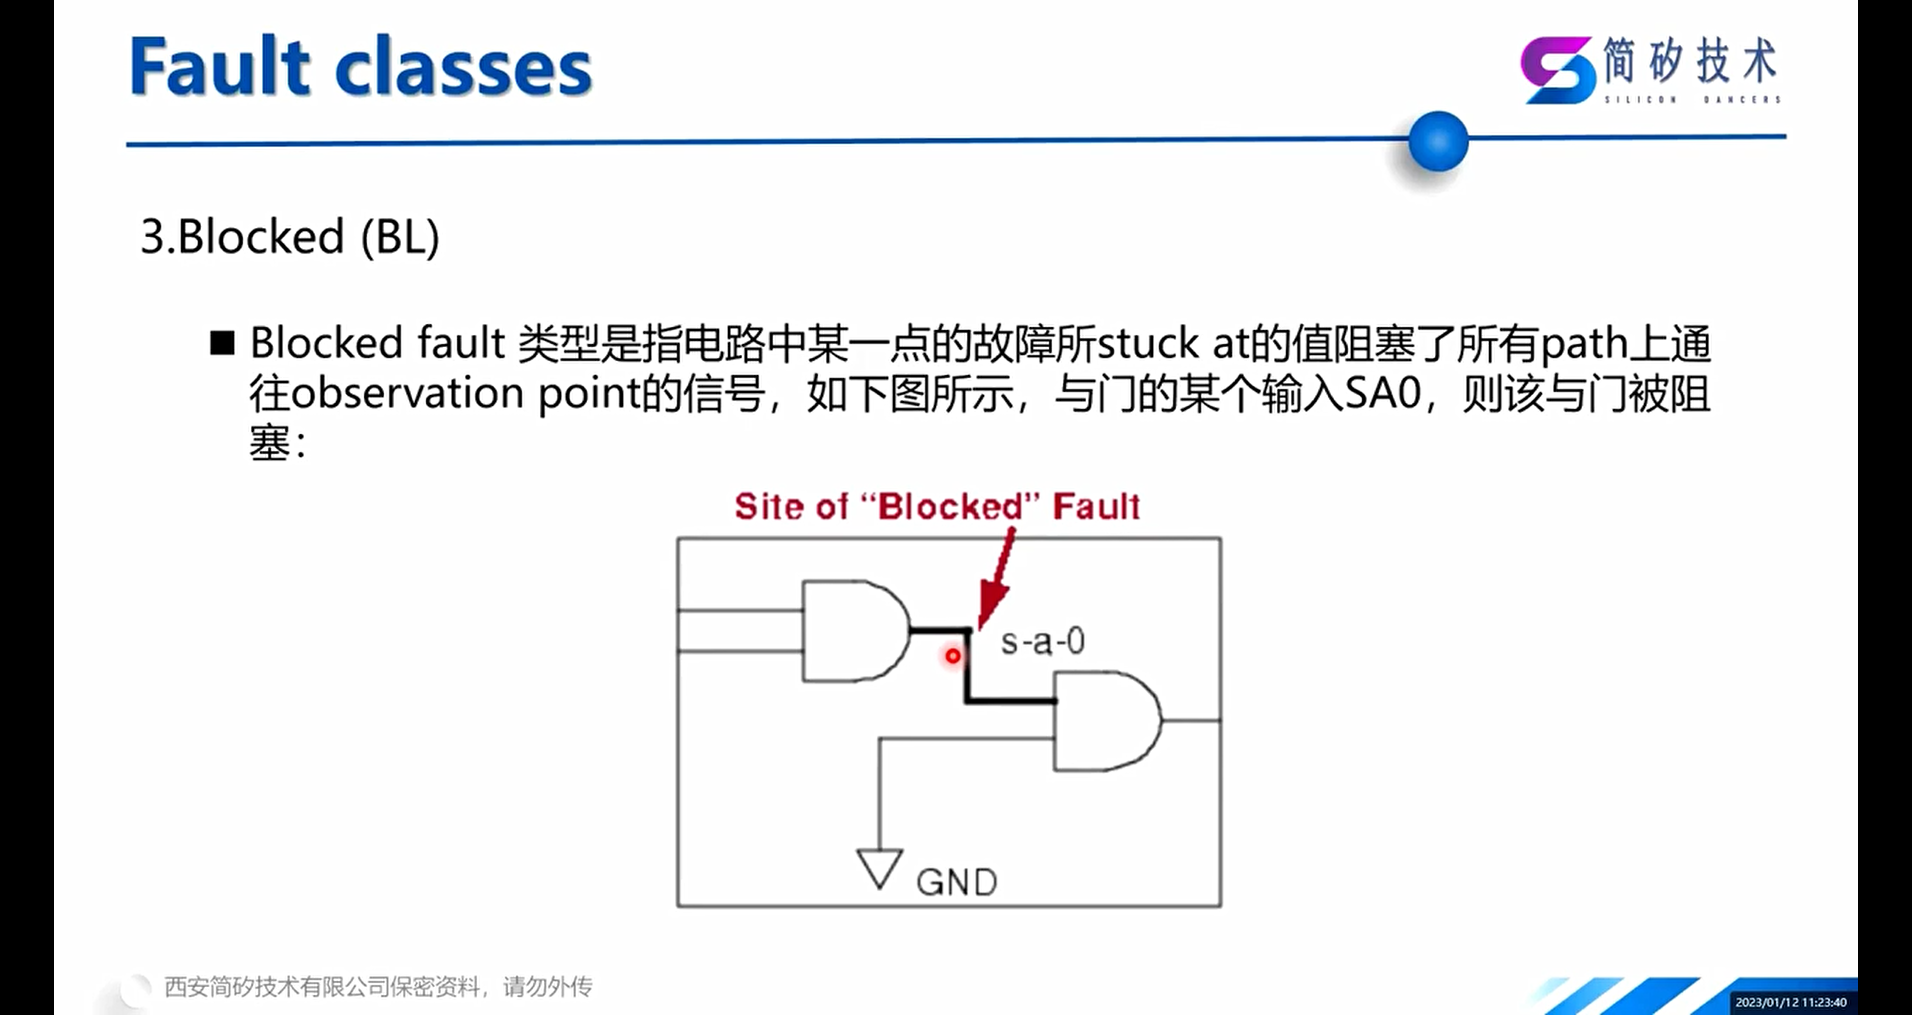 Fault classes
简矽技术
SILICON DANCERS
3.Blocked (BL)
■ Blocked fault 类型是指电路中某一点的故障所stuck at的值阻塞了所有path上通
往observation point的信号，如下图所示，与门的某个输入SA0，则该与门被阻
塞：
Site of “Blocked” Fault
s-a-0
GND
西安简矽技术有限公司保密资料，请勿外传
2023/01/12 11:23:40